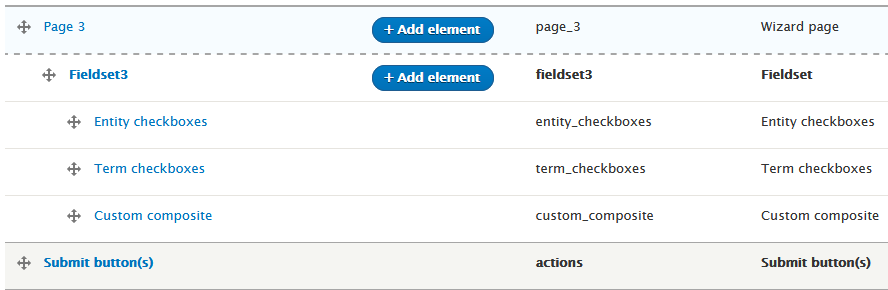 Page 3 + Add element page_3 Wizard page
Fieldset3 + Add element fieldset3 Fieldset
Entity checkboxes entity_checkboxes Entity checkboxes
Term checkboxes term_checkboxes Term checkboxes
Custom composite custom_composite Custom composite
Submit button(s) actions Submit button(s)